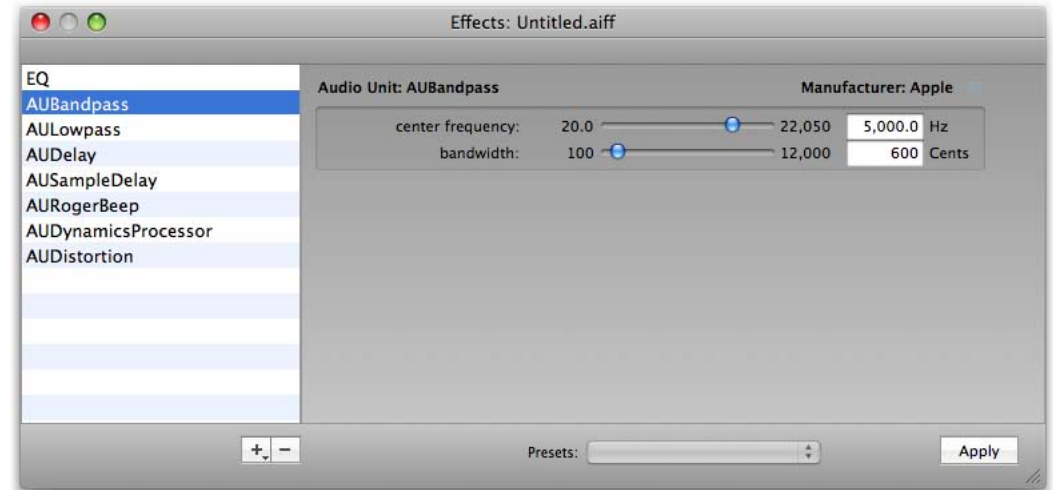 Effects: Untitled.aiff
EQ
AUBandpass
AULowpass
AUDelay
AUSampleDelay
AURogerBeep
AUDynamicsProcessor
AUDistortion
Audio Unit: AUBandpass Manufacturer: Apple
center frequency: 20.0 22,050 5,000.0 Hz
bandwidth: 100 12,000 600 Cents
+ - Presets: Apply